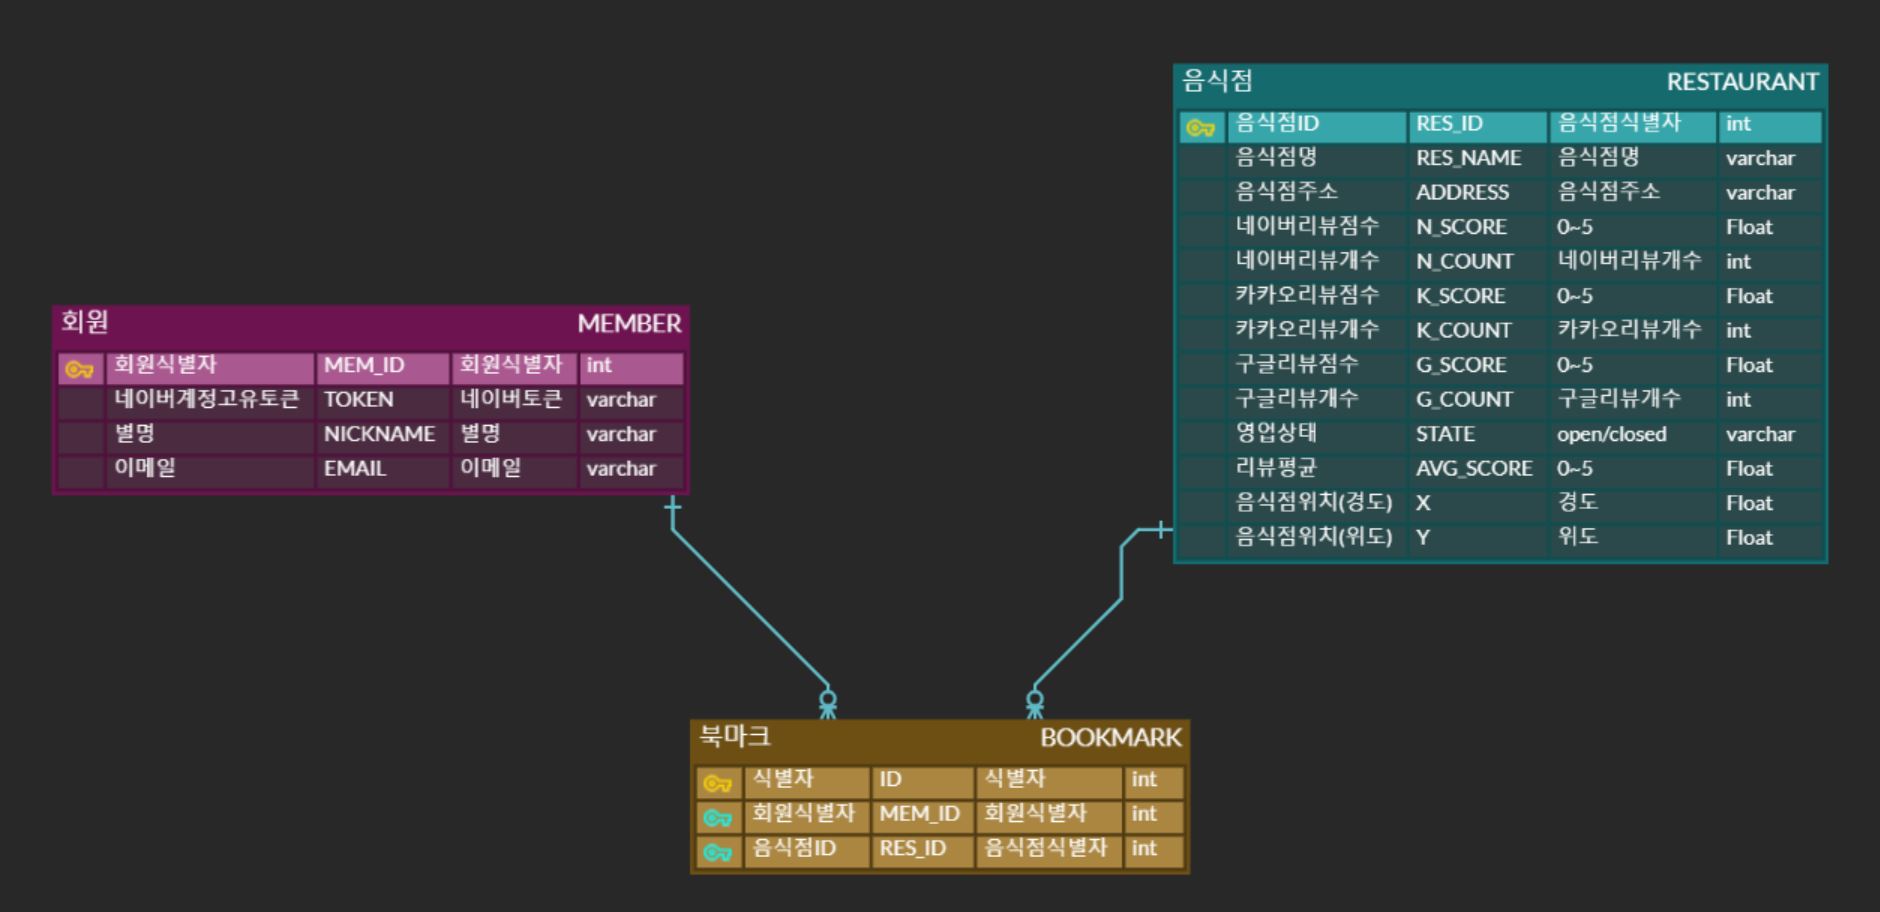 음식점 RESTAURANT
음식점ID RES_ID 음식점식별자 int
음식점명 RES_NAME 음식점명 varchar
음식점주소 ADDRESS 음식점주소 varchar
네이버리뷰점수 N_SCORE 0~5 Float
네이버리뷰개수 N_COUNT 네이버리뷰개수 int
카카오리뷰점수 K_SCORE 0~5 Float
카카오리뷰개수 K_COUNT 카카오리뷰개수 int
구글리뷰점수 G_SCORE 0~5 Float
구글리뷰개수 G_COUNT 구글리뷰개수 int
영업상태 STATE open/closed varchar
리뷰평균 AVG_SCORE 0~5 Float
음식점위치(경도) X 경도 Float
음식점위치(위도) Y 위도 Float
회원 MEMBER
회원식별자 MEM_ID 회원식별자 int
네이버계정고유토큰 TOKEN 네이버토큰 varchar
별명 NICKNAME 별명 varchar
이메일 EMAIL 이메일 varchar
북마크 BOOKMARK
식별자 ID 식별자 int
회원식별자 MEM_ID 회원식별자 int
음식점ID RES_ID 음식점식별자 int